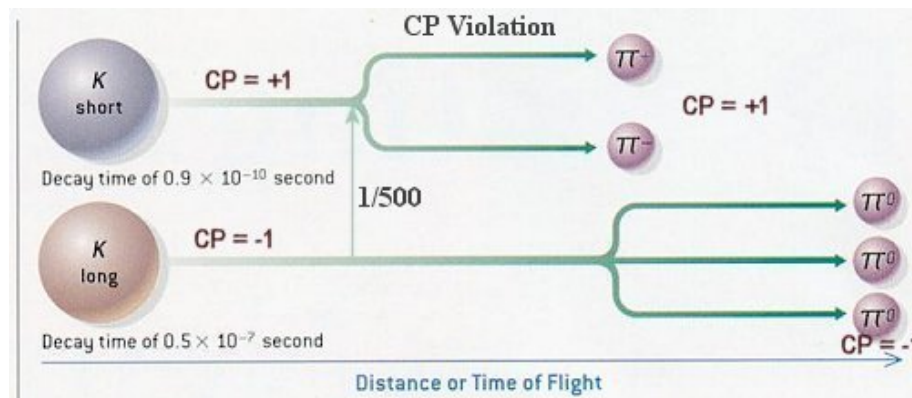 CP Violation
K
short
CP = +1
π+
CP = +1
π−
Decay time of 0.9 × 10⁻¹⁰ second
1/500
K
long
CP = -1
π0
π0
π0
Decay time of 0.5 × 10⁻⁷ second
CP = -
Distance or Time of Flight